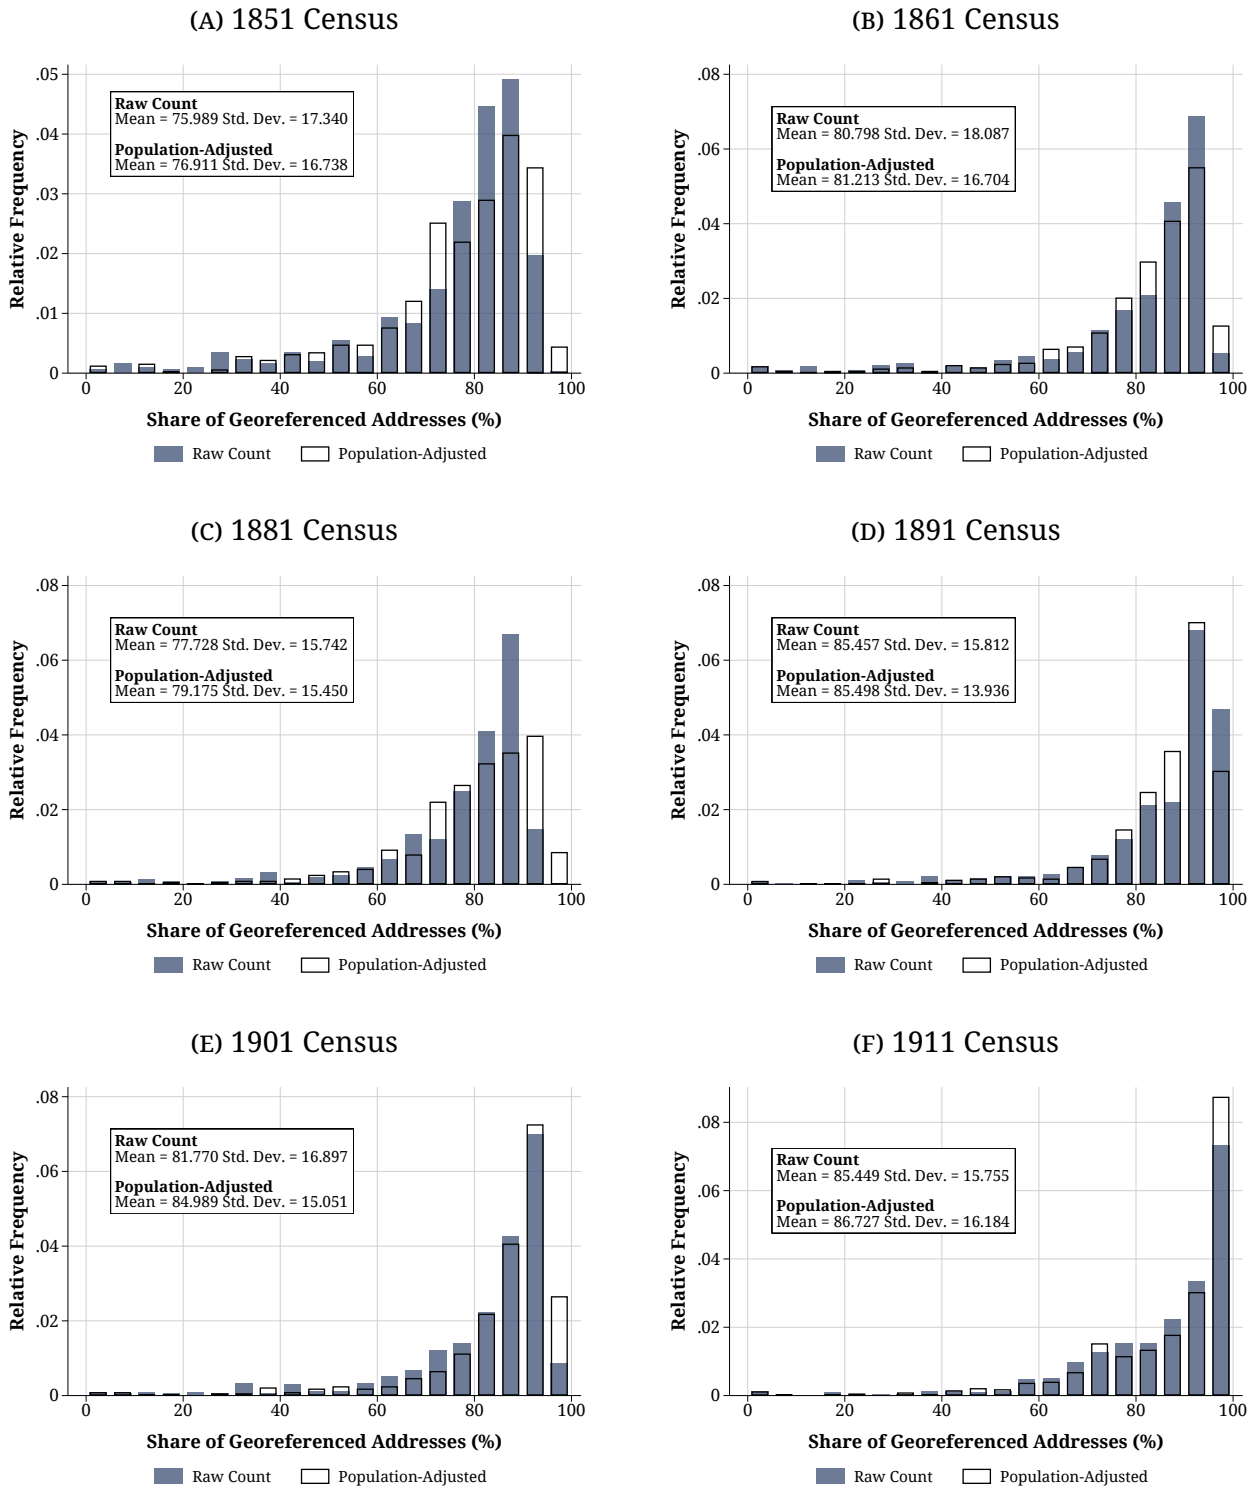 (A) 1851 Census
.05
.04
.03
.02
.01
0
Relative Frequency
Raw Count
Mean = 75.989 Std. Dev. = 17.340
Population-Adjusted
Mean = 76.911 Std. Dev. = 16.738
0 20 40 60 80 100
Share of Georeferenced Addresses (%)
Raw Count Population-Adjusted
(B) 1861 Census
.08
.06
.04
.02
0
Relative Frequency
Raw Count
Mean = 80.798 Std. Dev. = 18.087
Population-Adjusted
Mean = 81.213 Std. Dev. = 16.704
0 20 40 60 80 100
Share of Georeferenced Addresses (%)
Raw Count Population-Adjusted
(C) 1881 Census
.08
.06
.04
.02
0
Relative Frequency
Raw Count
Mean = 77.728 Std. Dev. = 15.742
Population-Adjusted
Mean = 79.175 Std. Dev. = 15.450
0 20 40 60 80 100
Share of Georeferenced Addresses (%)
Raw Count Population-Adjusted
(D) 1891 Census
.08
.06
.04
.02
0
Relative Frequency
Raw Count
Mean = 85.457 Std. Dev. = 15.812
Population-Adjusted
Mean = 85.498 Std. Dev. = 13.936
0 20 40 60 80 100
Share of Georeferenced Addresses (%)
Raw Count Population-Adjusted
(E) 1901 Census
.08
.06
.04
.02
0
Relative Frequency
Raw Count
Mean = 81.770 Std. Dev. = 16.897
Population-Adjusted
Mean = 84.989 Std. Dev. = 15.051
0 20 40 60 80 100
Share of Georeferenced Addresses (%)
Raw Count Population-Adjusted
(F) 1911 Census
.08
.06
.04
.02
0
Relative Frequency
Raw Count
Mean = 85.449 Std. Dev. = 15.755
Population-Adjusted
Mean = 86.727 Std. Dev. = 16.184
0 20 40 60 80 100
Share of Georeferenced Addresses (%)
Raw Count Population-Adjusted